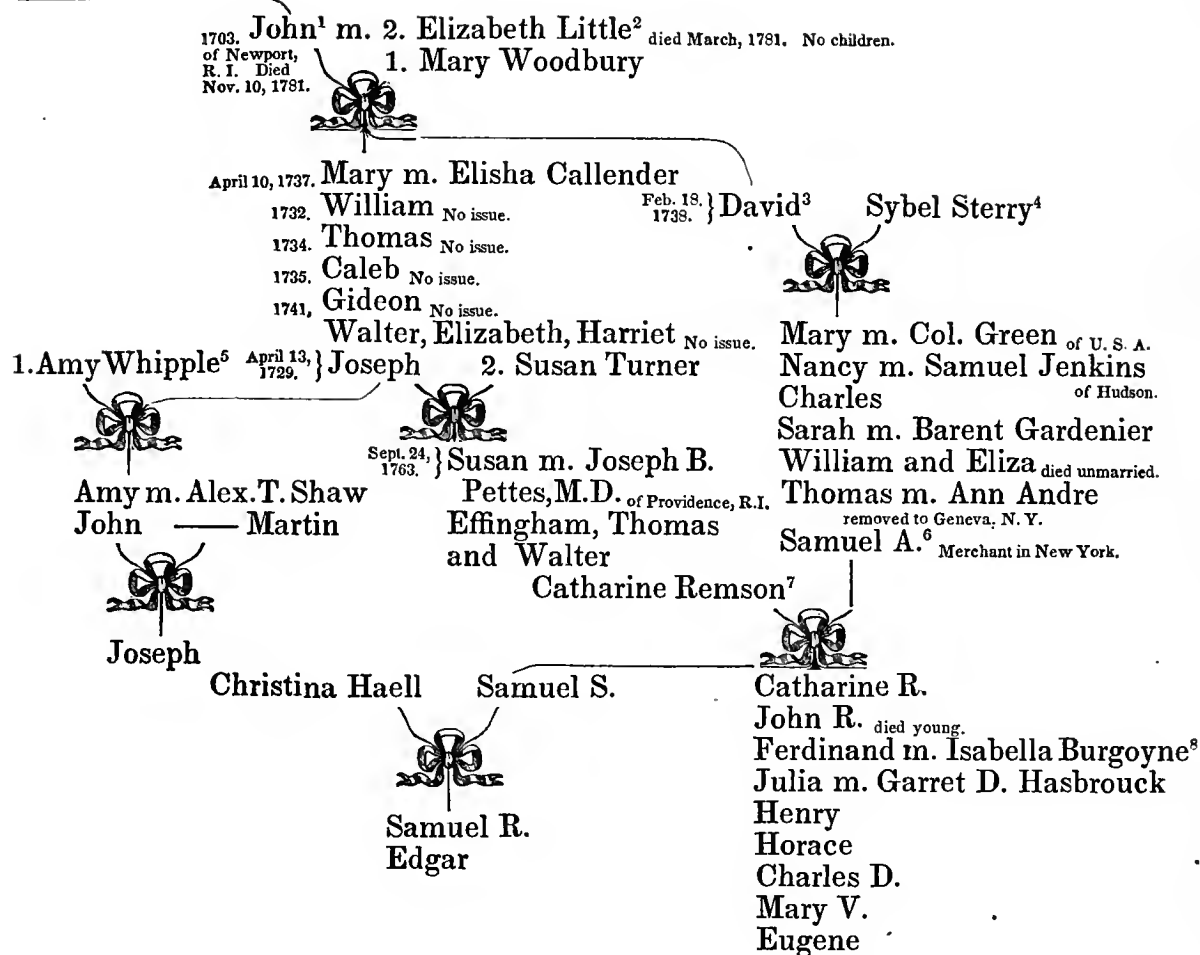 1703. John¹ m. 2. Elizabeth Little² died March, 1781. No children.
of Newport,
R. I. Died
Nov. 10, 1781.
1. Mary Woodbury
April 10, 1737. Mary m. Elisha Callender
1732. William No issue.
1734. Thomas No issue.
1735. Caleb No issue.
1741, Gideon No issue.
Walter, Elizabeth, Harriet No issue.
Feb. 18.
1738. } David³ Sybel Sterry⁴
1. Amy Whipple⁵ April 13,
1729. } Joseph 2. Susan Turner
Mary m. Col. Green of U. S. A.
Nancy m. Samuel Jenkins
of Hudson.
Charles
Sarah m. Barent Gardenier
William and Eliza died unmarried.
Thomas m. Ann Andre
removed to Geneva, N. Y.
Samuel A.⁶ Merchant in New York.
Sept. 24,
1763. } Susan m. Joseph B.
Pettes, M.D. of Providence, R.I.
Effingham, Thomas
and Walter
Amy m. Alex. T. Shaw
John — Martin
Joseph
Catharine Remson⁷
Christina Haell Samuel S.
Samuel R.
Edgar
Catharine R.
John R. died young.
Ferdinand m. Isabella Burgoyne⁸
Julia m. Garret D. Hasbrouck
Henry
Horace
Charles D.
Mary V.
Eugene